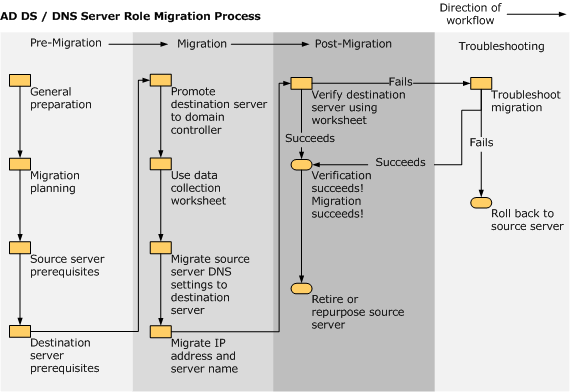 AD DS / DNS Server Role Migration Process
Direction of
workflow
Pre-Migration
Migration
Post-Migration
Troubleshooting
General
preparation
Migration
planning
Source server
prerequisites
Destination
server
prerequisites
Promote
destination server
to domain
controller
Use data
collection
worksheet
Migrate source
server DNS
settings to
destination
server
Migrate IP
address and
server name
Verify destination
server using
worksheet
Fails
Succeeds
Verification
succeeds!
Migration
succeeds!
Retire or
repurpose source
server
Troubleshoot
migration
Succeeds
Fails
Roll back to
source server